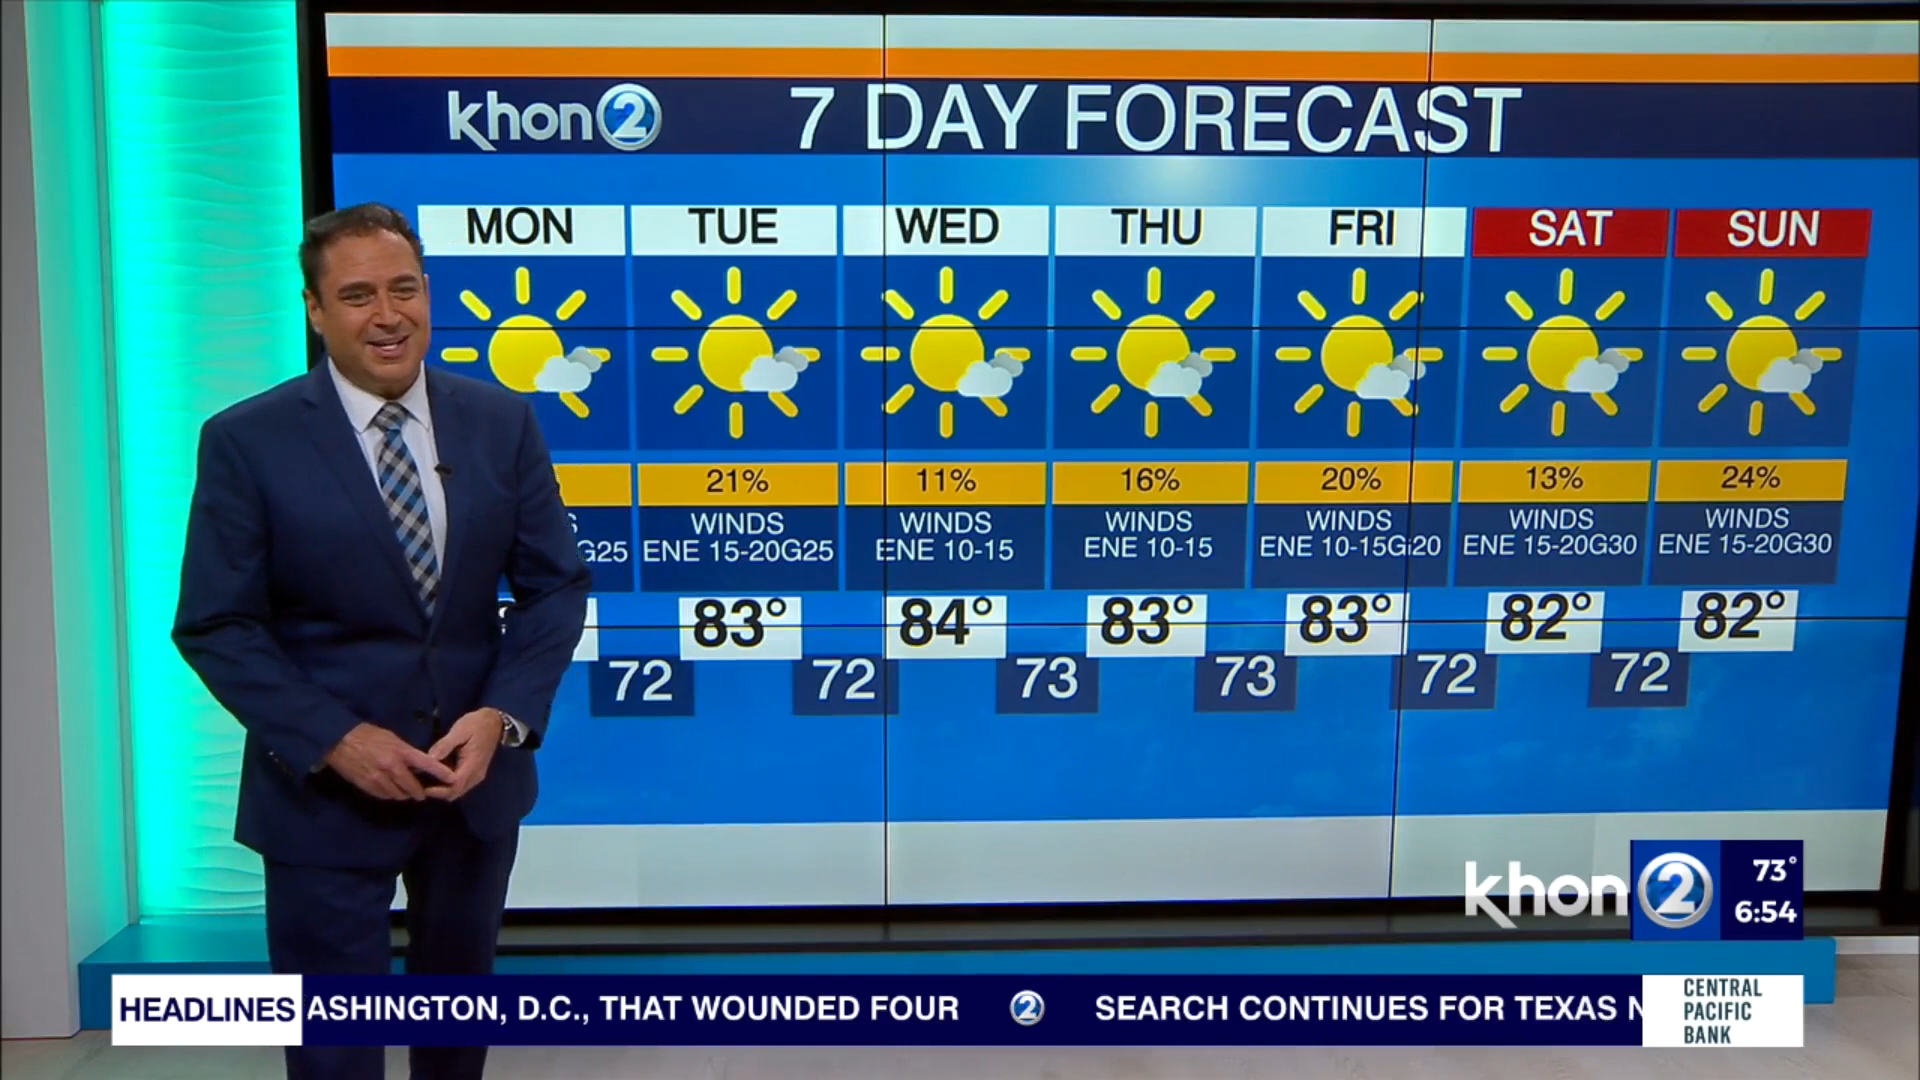 khon2
7 DAY FORECAST
MON TUE WED THU FRI SAT SUN
21% 11% 16% 20% 13% 24%
WINDS WINDS WINDS WINDS WINDS WINDS
G25 ENE 15-20G25 ENE 10-15 ENE 10-15 ENE 10-15G20 ENE 15-20G30 ENE 15-20G30
83° 84° 83° 83° 82° 82°
72 72 73 73 72 72
khon2 73°
6:54
HEADLINES ASHINGTON, D.C., THAT WOUNDED FOUR 2 SEARCH CONTINUES FOR TEXAS N
CENTRAL
PACIFIC
BANK